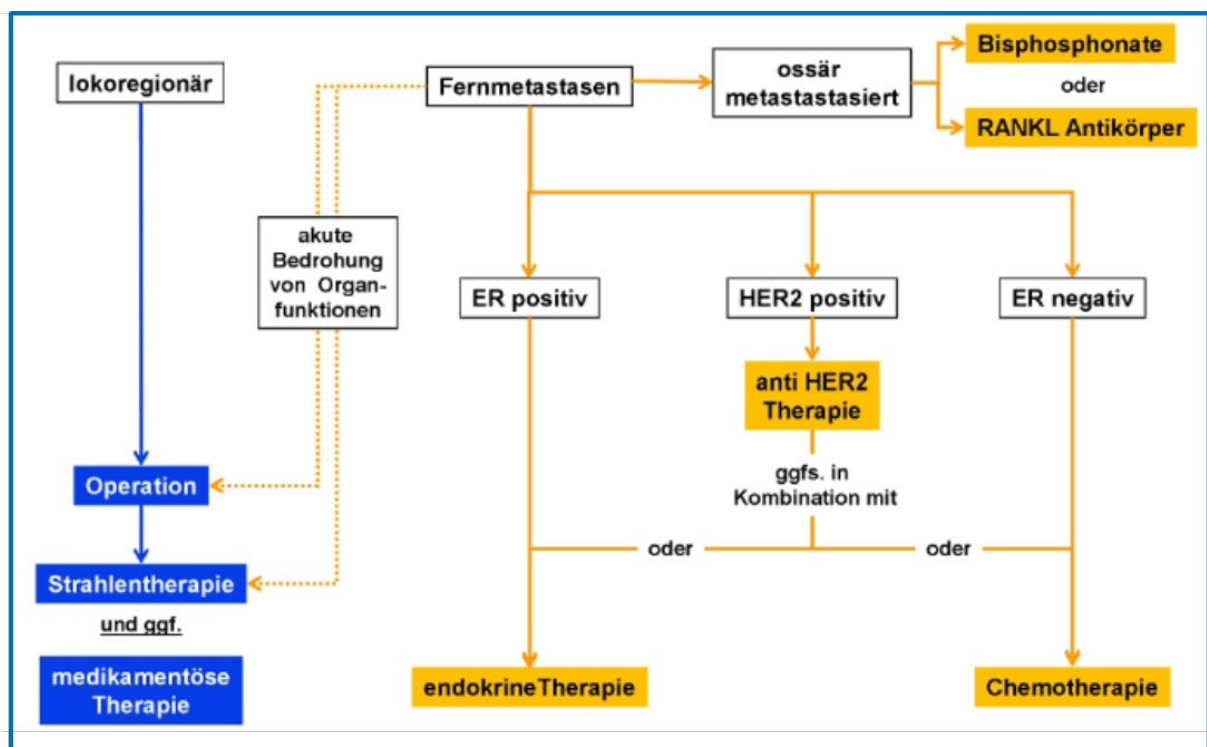 lokoregionär
Fernmetastasen
ossär
metastastasiert
Bisphosphonate
oder
RANKL Antikörper
akute
Bedrohung
von Organ-
funktionen
ER positiv
HER2 positiv
ER negativ
anti HER2
Therapie
ggfs. in
Kombination mit
oder
oder
Operation
Strahlentherapie
und ggf.
medikamentöse
Therapie
endokrineTherapie
Chemotherapie